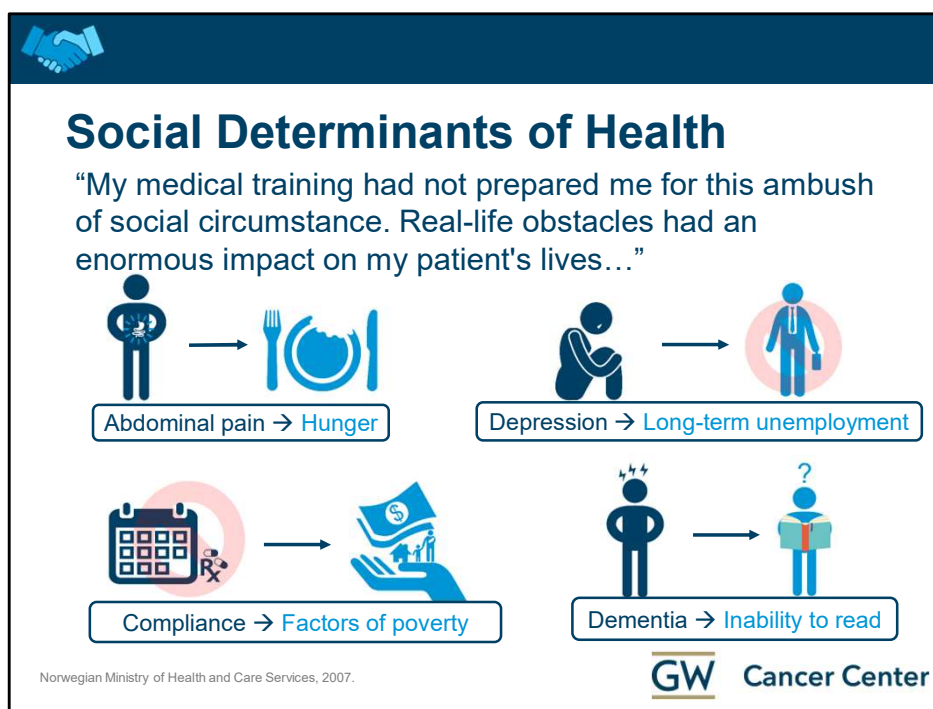 Social Determinants of Health
“My medical training had not prepared me for this ambush
of social circumstance. Real-life obstacles had an
enormous impact on my patient's lives…”
$
Abdominal pain → Hunger
Depression → Long-term unemployment
?
Rx
Compliance → Factors of poverty
Dementia → Inability to read
Norwegian Ministry of Health and Care Services, 2007.
GW Cancer Center